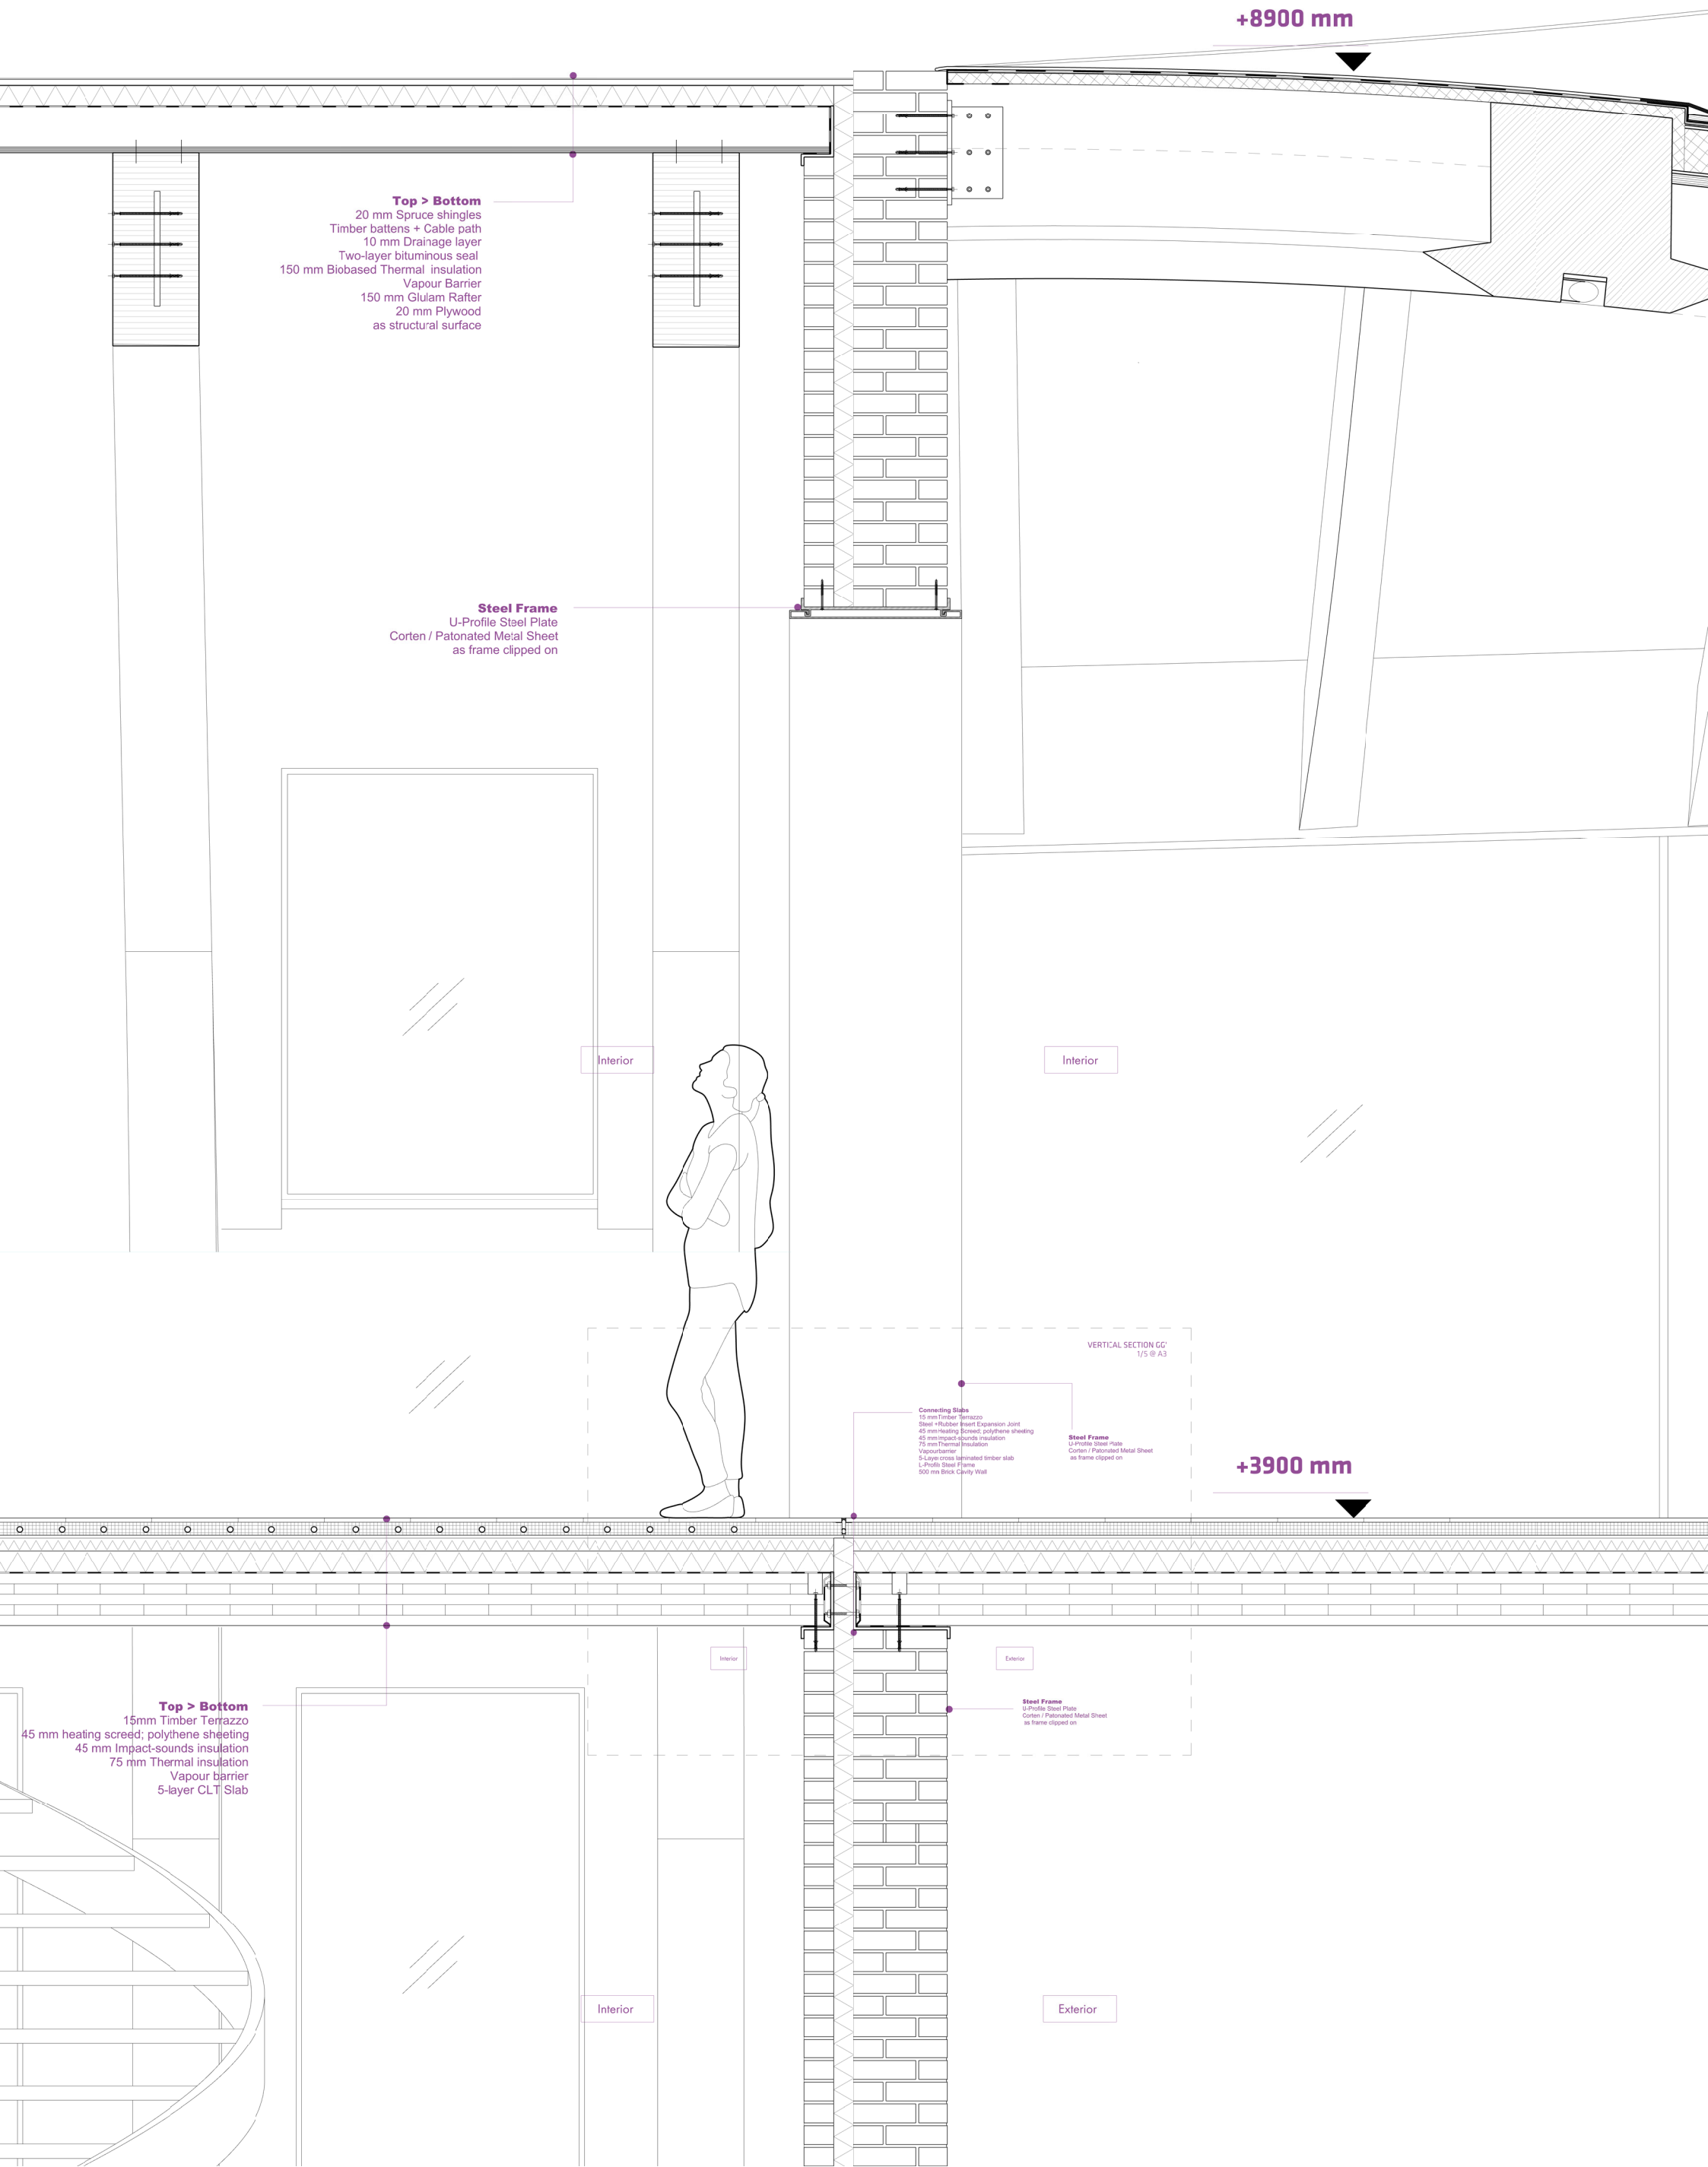 +8900 mm
Top > Bottom
20 mm Spruce shingles
Timber battens + Cable path
10 mm Drainage layer
Two-layer bituminous seal
150 mm Biobased Thermal insulation
Vapour Barrier
150 mm Glulam Rafter
20 mm Plywood
as structural surface
Steel Frame
U-Profile Steel Plate
Corten / Patonated Metal Sheet
as frame clipped on
Interior
Interior
VERTICAL SECTION GG'
1/5 @ A3
Connecting Slabs
15 mm Timber Terrazzo
Steel +Rubber Insert Expansion Joint
45 mm Heating Screed; polythene sheeting
45 mm Impact-sounds insulation
75 mm Thermal Insulation
Vapourbarrier
5-Layer cross laminated timber slab
L-Profile Steel Frame
500 mm Brick Cavity Wall
Steel Frame
U-Profile Steel Plate
Corten / Patonated Metal Sheet
as frame clipped on
+3900 mm
Interior
Exterior
Steel Frame
U-Profile Steel Plate
Corten / Patonated Metal Sheet
as frame clipped on
Top > Bottom
15mm Timber Terrazzo
45 mm heating screed; polythene sheeting
45 mm Impact-sounds insulation
75 mm Thermal insulation
Vapour barrier
5-layer CLT Slab
Interior
Exterior